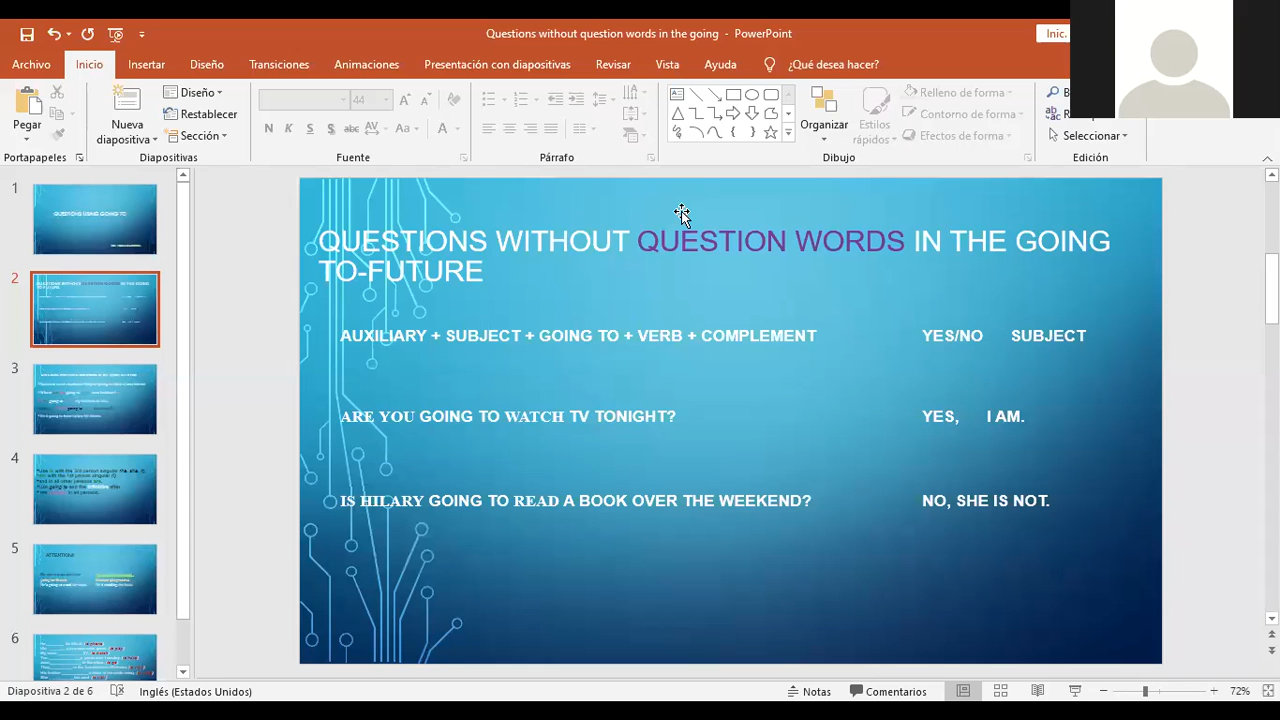 Questions without question words in the going - PowerPoint
Inic.
Archivo Inicio Insertar Diseño Transiciones Animaciones Presentación con diapositivas Revisar Vista Ayuda ¿Qué desea hacer?
Pegar
Nueva diapositiva
Diseño
Restablecer
Sección
44
N K S S abc AV Aa A
Organizar
Estilos rápidos
Relleno de forma
Contorno de forma
Efectos de forma
Seleccionar
Portapapeles Diapositivas Fuente Párrafo Dibujo Edición
1
QUESTIONS USING GOING TO
2
3
4
5
ATTENTION!
6
QUESTIONS WITHOUT QUESTION WORDS IN THE GOING
TO-FUTURE
AUXILIARY + SUBJECT + GOING TO + VERB + COMPLEMENT YES/NO SUBJECT
ARE YOU GOING TO WATCH TV TONIGHT? YES, I AM.
IS HILARY GOING TO READ A BOOK OVER THE WEEKEND? NO, SHE IS NOT.
Diapositiva 2 de 6 Inglés (Estados Unidos) Notas Comentarios 72%